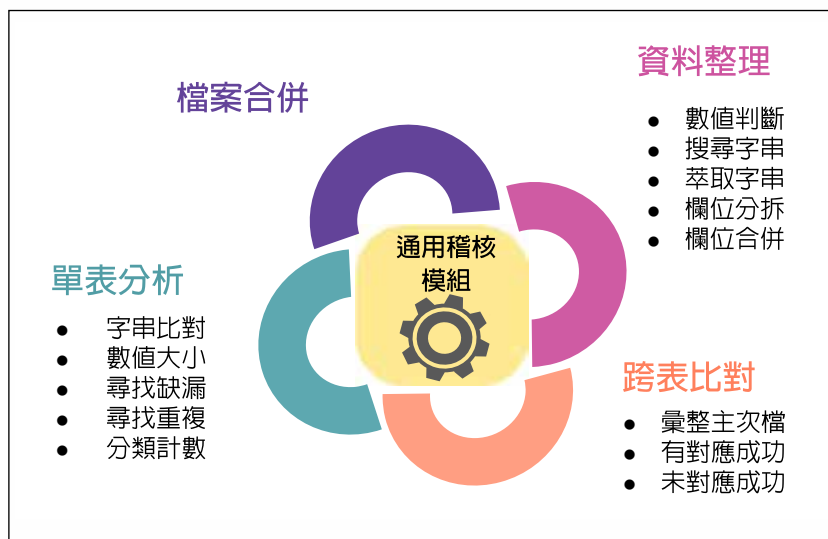 檔案合併
資料整理
● 數值判斷
● 搜尋字串
● 萃取字串
● 欄位分拆
● 欄位合併
通用稽核
模組
單表分析
● 字串比對
● 數值大小
● 尋找缺漏
● 尋找重複
● 分類計數
跨表比對
● 彙整主次檔
● 有對應成功
● 未對應成功